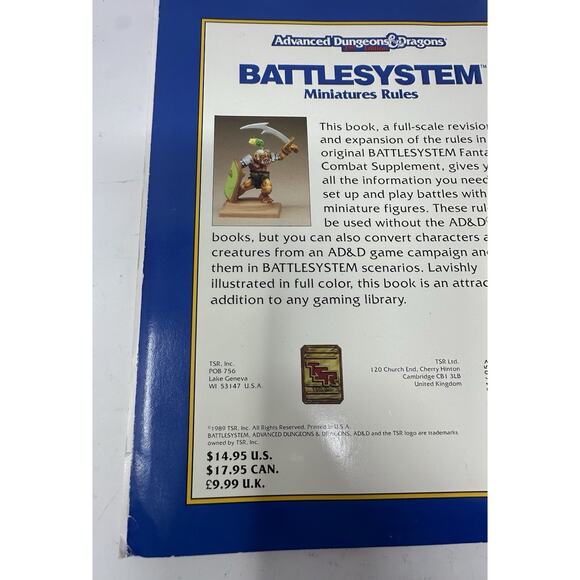 Advanced Dungeons & Dragons
2nd Edition
BATTLESYSTEM™
Miniatures Rules
This book, a full-scale revision
and expansion of the rules in
original BATTLESYSTEM Fanta
Combat Supplement, gives y
all the information you need
set up and play battles with
miniature figures. These rul
be used without the AD&D®
books, but you can also convert characters a
creatures from an AD&D game campaign and
them in BATTLESYSTEM scenarios. Lavishly
illustrated in full color, this book is an attrac
addition to any gaming library.
TSR, Inc.
POB 756
Lake Geneva
WI 53147 U.S.A.
TSR
TSR Ltd.
120 Church End, Cherry Hinton
Cambridge CB1 3LB
United Kingdom
©1989 TSR, Inc. All Rights Reserved. Printed in U.S.A.
BATTLESYSTEM, ADVANCED DUNGEONS & DRAGONS, AD&D and the TSR logo are trademarks
owned by TSR, Inc.
$14.95 U.S.
$17.95 CAN.
£9.99 U.K.